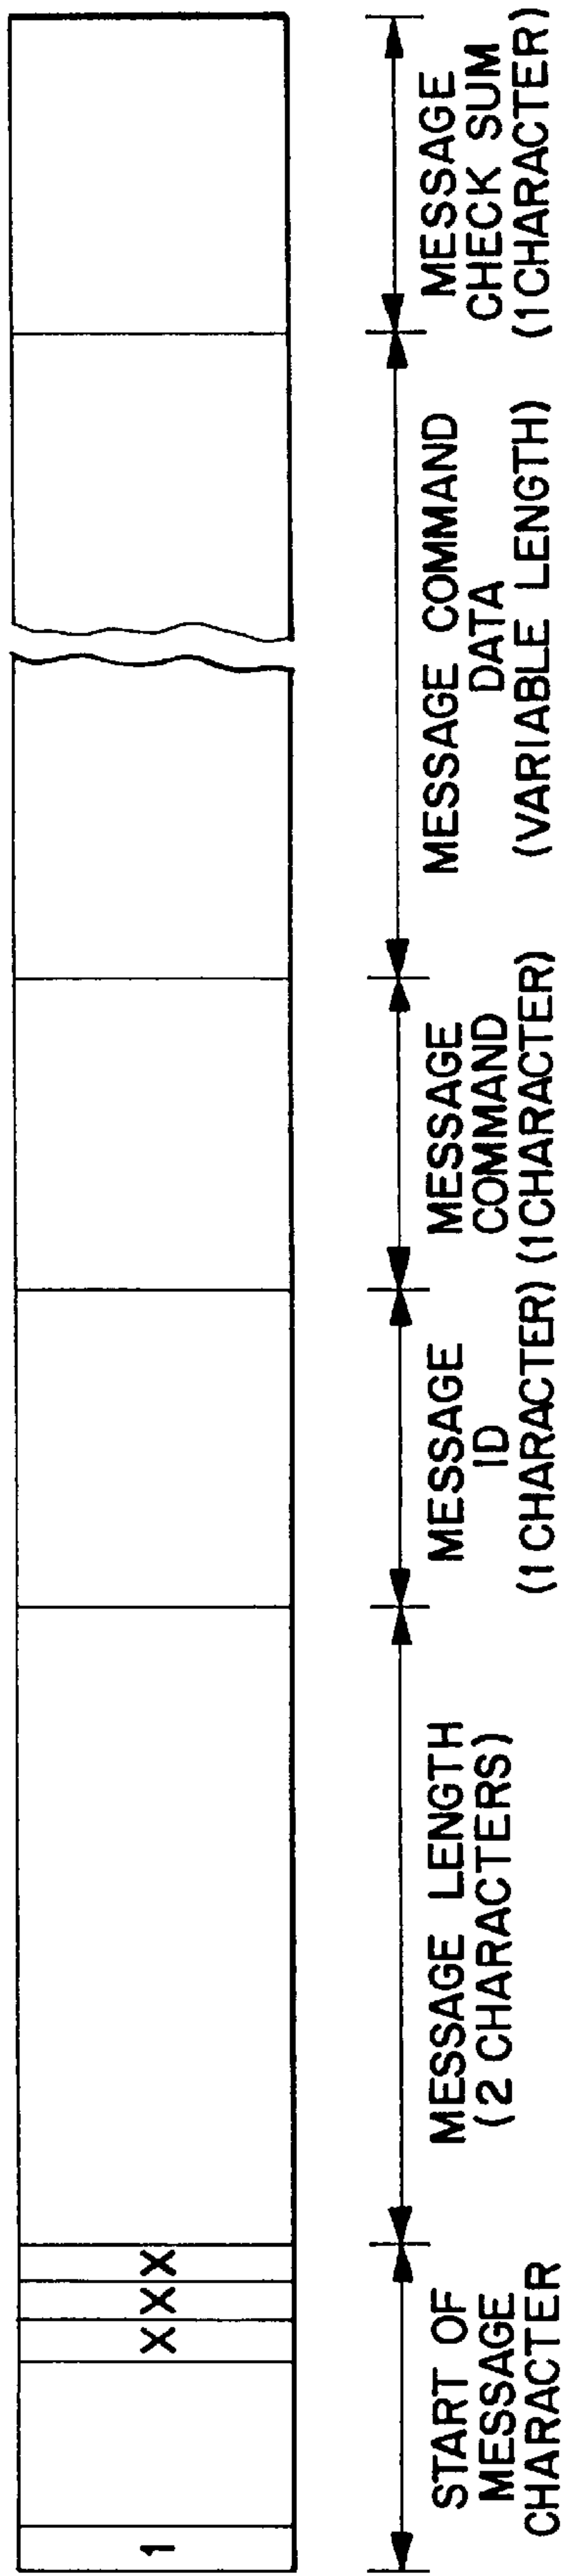 1 X X X
START OF
MESSAGE
CHARACTER
MESSAGE LENGTH
(2 CHARACTERS)
MESSAGE
ID
(1 CHARACTER)
MESSAGE
COMMAND
(1 CHARACTER)
MESSAGE COMMAND
DATA
(VARIABLE LENGTH)
MESSAGE
CHECK SUM
(1 CHARACTER)